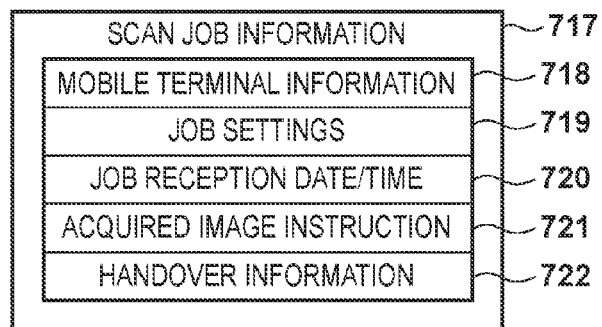 SCAN JOB INFORMATION 717
MOBILE TERMINAL INFORMATION 718
JOB SETTINGS 719
JOB RECEPTION DATE/TIME 720
ACQUIRED IMAGE INSTRUCTION 721
HANDOVER INFORMATION 722